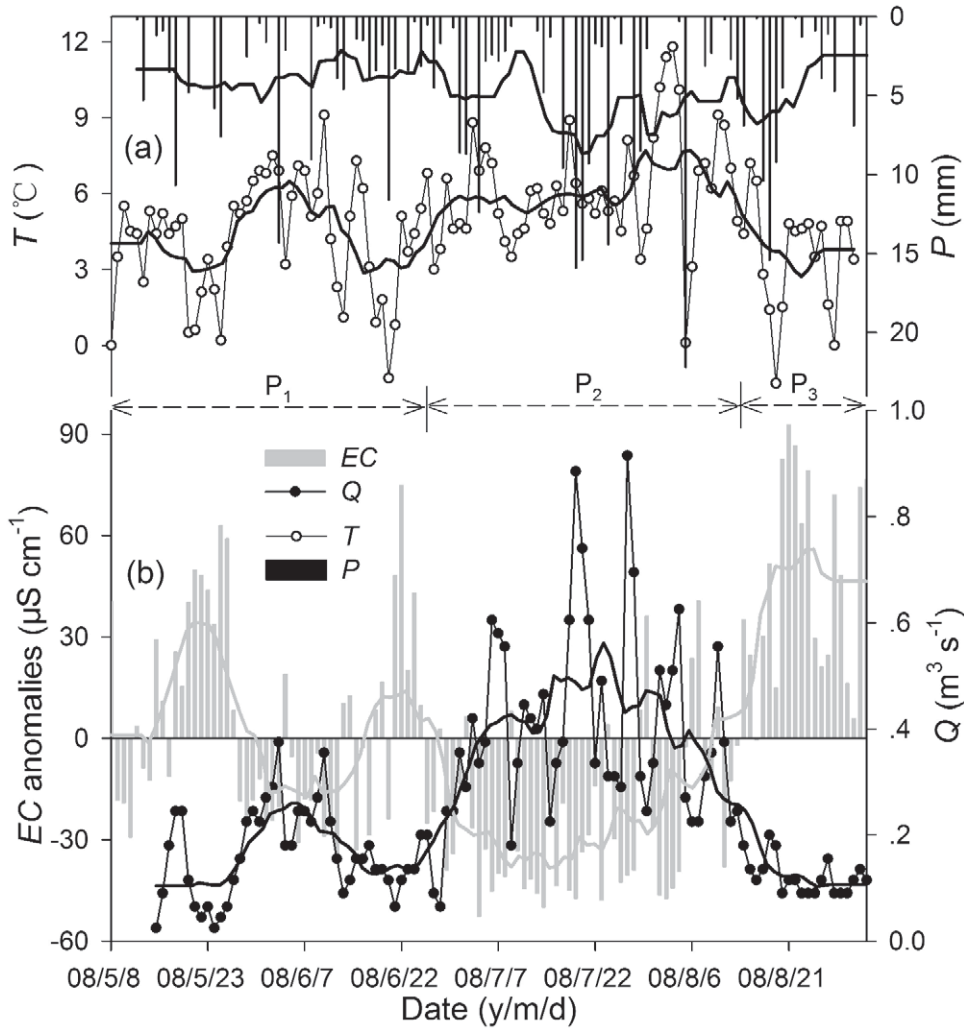 12
9
6
3
0
T (℃)
(a)
0
5
10
15
20
P (mm)
P1
P2
P3
90
60
30
0
-30
-60
EC anomalies (µS cm-1)
(b)
EC
Q
T
P
1.0
.8
.6
.4
.2
0.0
Q (m3 s-1)
08/5/8 08/5/23 08/6/7 08/6/22 08/7/7 08/7/22 08/8/6 08/8/21
Date (y/m/d)